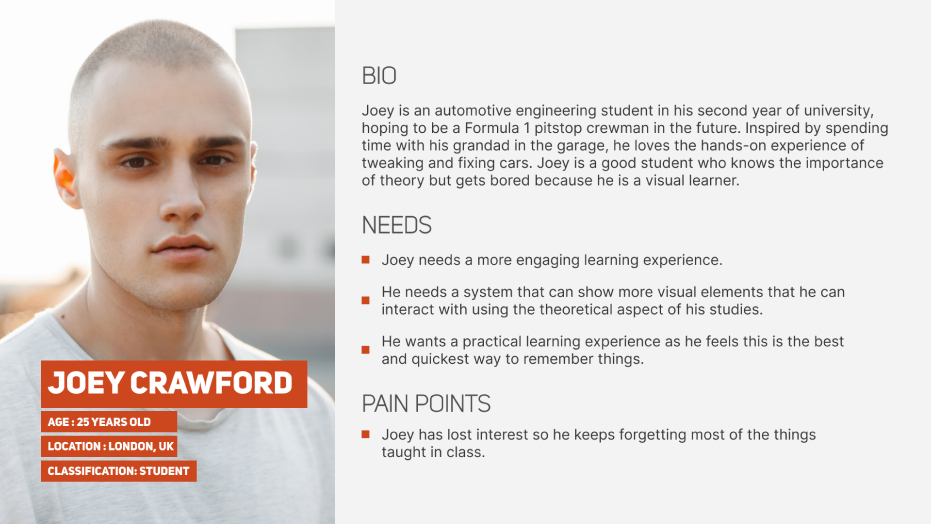 JOEY CRAWFORD
AGE : 25 YEARS OLD
LOCATION : LONDON, UK
CLASSIFICATION: STUDENT
BIO
Joey is an automotive engineering student in his second year of university,
hoping to be a Formula 1 pitstop crewman in the future. Inspired by spending
time with his grandad in the garage, he loves the hands-on experience of
tweaking and fixing cars. Joey is a good student who knows the importance
of theory but gets bored because he is a visual learner.
NEEDS
Joey needs a more engaging learning experience.
He needs a system that can show more visual elements that he can
interact with using the theoretical aspect of his studies.
He wants a practical learning experience as he feels this is the best
and quickest way to remember things.
PAIN POINTS
Joey has lost interest so he keeps forgetting most of the things
taught in class.